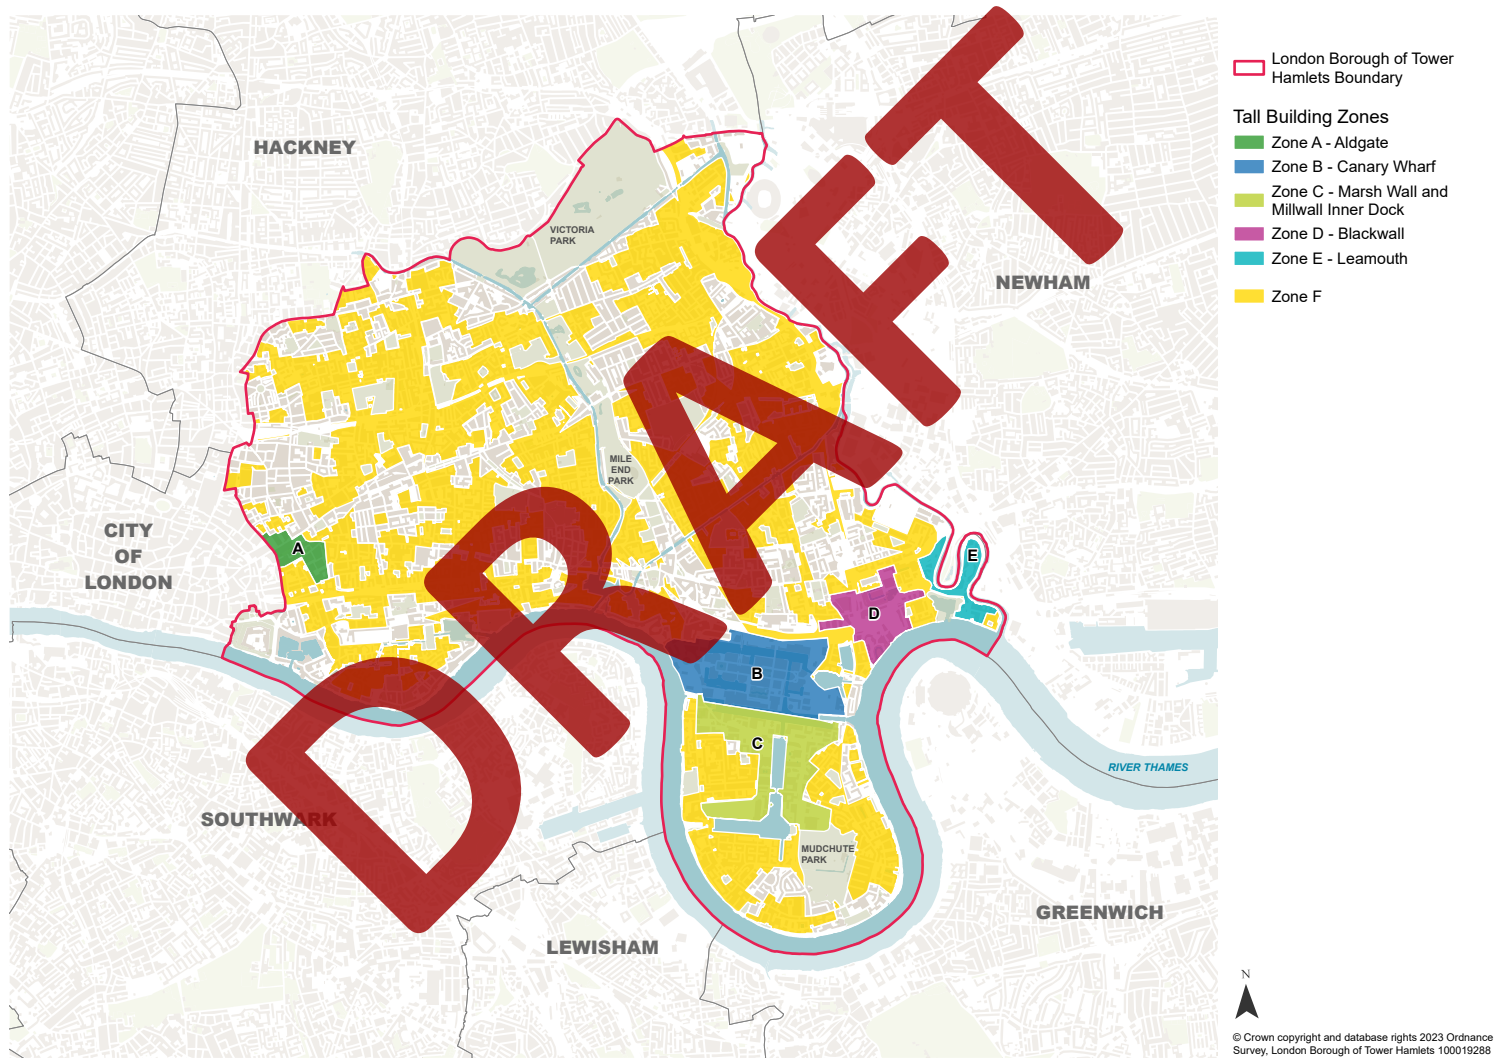 HACKNEY
VICTORIA
PARK
NEWHAM
MILE
END
PARK
CITY
OF
LONDON
A
E
D
B
C
RIVER THAMES
SOUTHWARK
MUDCHUTE
PARK
GREENWICH
LEWISHAM
DRAFT
London Borough of Tower
Hamlets Boundary
Tall Building Zones
Zone A - Aldgate
Zone B - Canary Wharf
Zone C - Marsh Wall and
Millwall Inner Dock
Zone D - Blackwall
Zone E - Leamouth
Zone F
N
© Crown copyright and database rights 2023 Ordnance
Survey, London Borough of Tower Hamlets 100019288